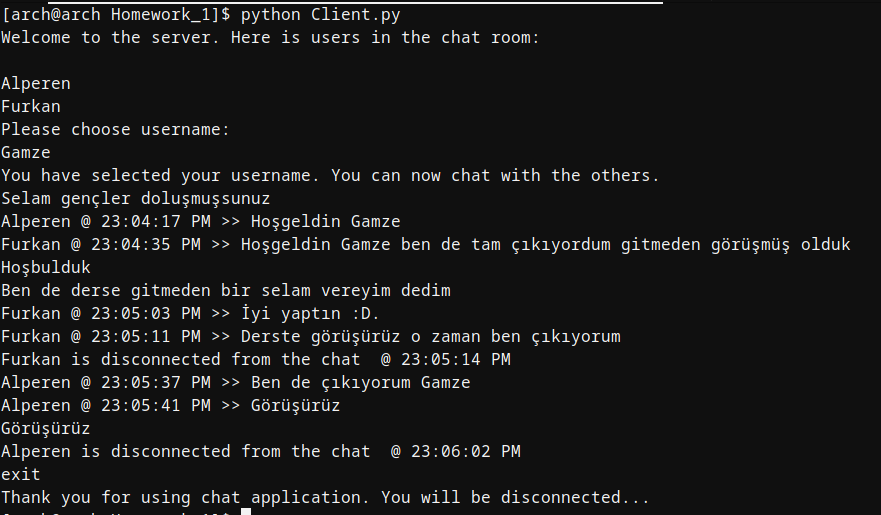 [arch@arch Homework_1]$ python Client.py
Welcome to the server. Here is users in the chat room:
Alperen
Furkan
Please choose username:
Gamze
You have selected your username. You can now chat with the others.
Selam gençler doluşmuşsunuz
Alperen @ 23:04:17 PM >> Hoşgeldin Gamze
Furkan @ 23:04:35 PM >> Hoşgeldin Gamze ben de tam çıkıyordum gitmeden görüşmüş olduk
Hoşbulduk
Ben de derse gitmeden bir selam vereyim dedim
Furkan @ 23:05:03 PM >> İyi yaptın :D.
Furkan @ 23:05:11 PM >> Derste görüşürüz o zaman ben çıkıyorum
Furkan is disconnected from the chat  @ 23:05:14 PM
Alperen @ 23:05:37 PM >> Ben de çıkıyorum Gamze
Alperen @ 23:05:41 PM >> Görüşürüz
Görüşürüz
Alperen is disconnected from the chat  @ 23:06:02 PM
exit
Thank you for using chat application. You will be disconnected...